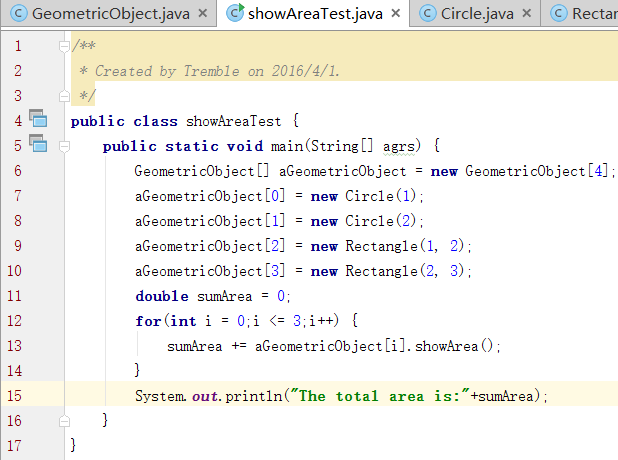 GeometricObject.java × showAreaTest.java × Circle.java × Rectan
1 /**
2 * Created by Tremble on 2016/4/1.
3 */
4 public class showAreaTest {
5 public static void main(String[] agrs) {
6 GeometricObject[] aGeometricObject = new GeometricObject[4];
7 aGeometricObject[0] = new Circle(1);
8 aGeometricObject[1] = new Circle(2);
9 aGeometricObject[2] = new Rectangle(1, 2);
10 aGeometricObject[3] = new Rectangle(2, 3);
11 double sumArea = 0;
12 for(int i = 0;i <= 3;i++) {
13 sumArea += aGeometricObject[i].showArea();
14 }
15 System.out.println("The total area is:"+sumArea);
16 }
17 }